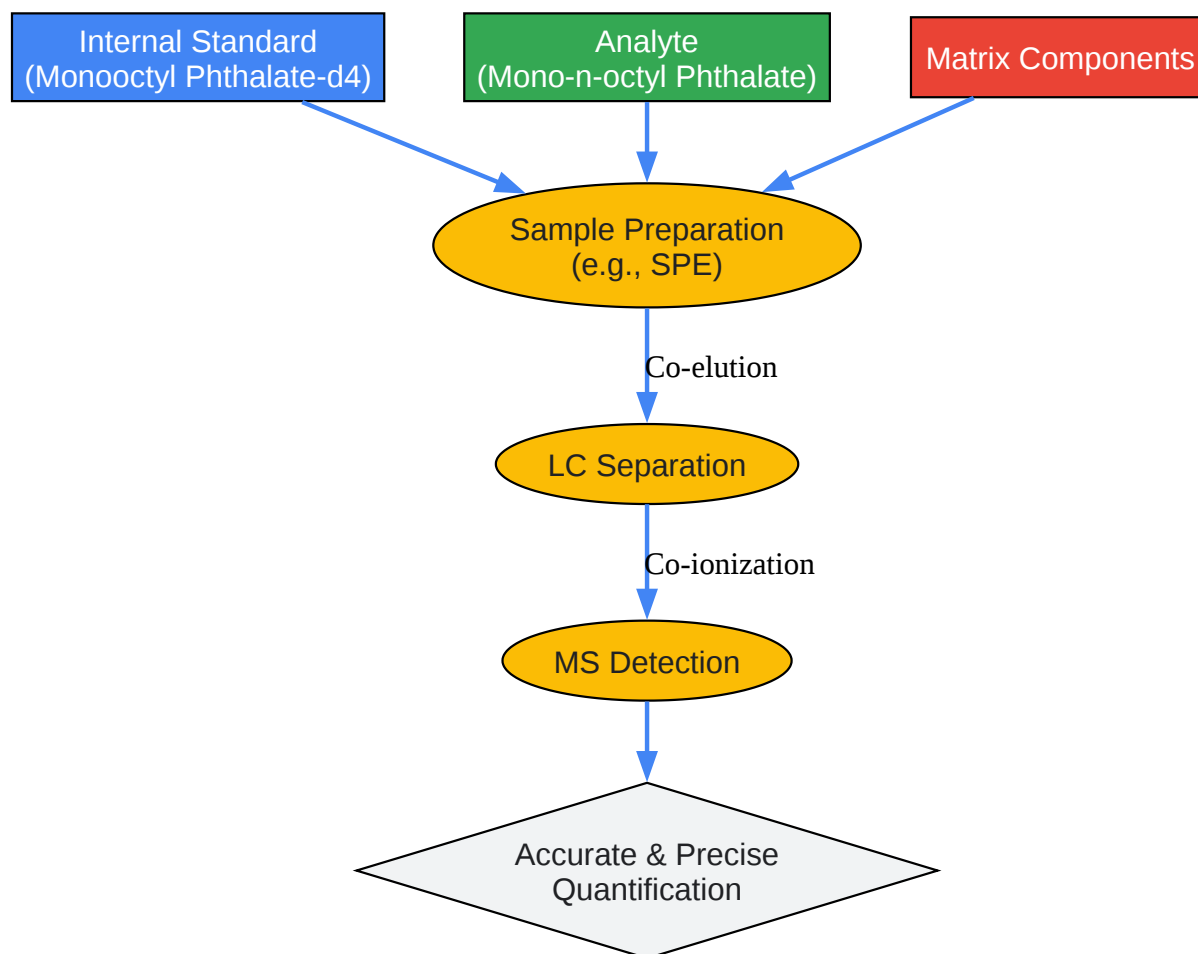 Internal Standard
(Monooctyl Phthalate-d4)
Analyte
(Mono-n-octyl Phthalate)
Matrix Components
Sample Preparation
(e.g., SPE)
Co-elution
LC Separation
Co-ionization
MS Detection
Accurate & Precise
Quantification